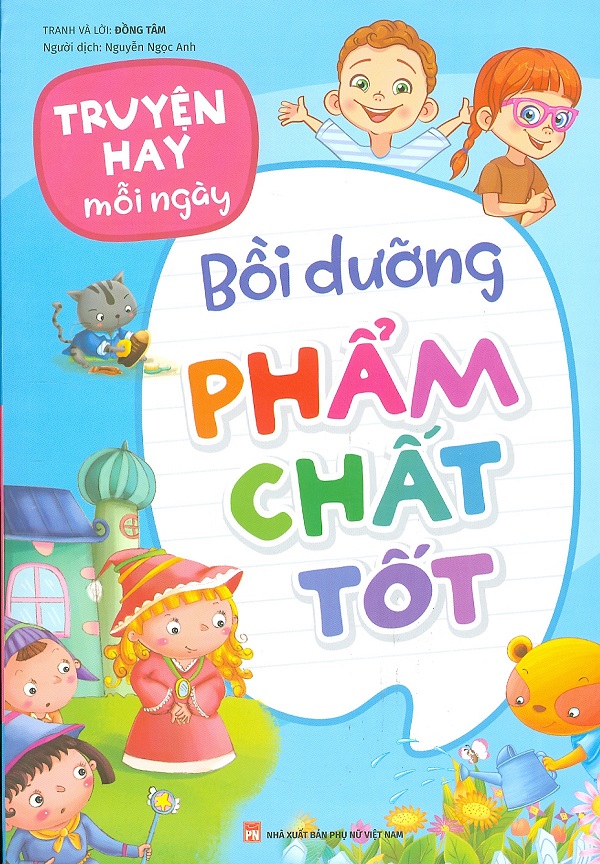 TRANH VÀ LỜI: ĐỒNG TÂM
Người dịch: Nguyễn Ngọc Anh
TRUYỆN
HAY
mỗi ngày
Bồi dưỡng
PHẨM
CHẤT
TỐT
PN NHÀ XUẤT BẢN PHỤ NỮ VIỆT NAM